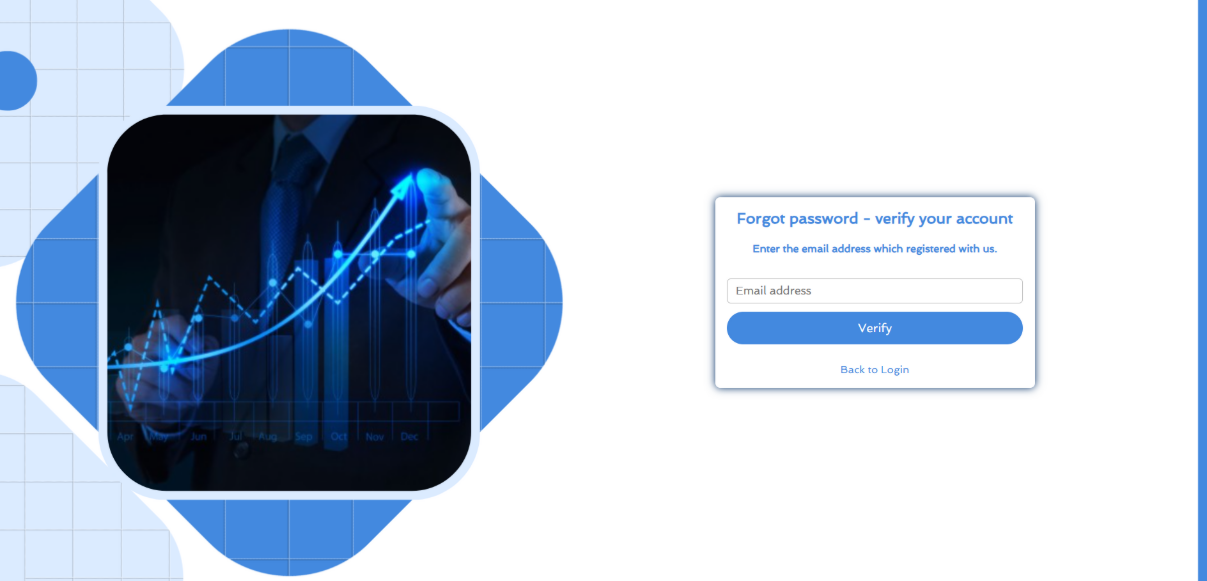 Forgot password - verify your account
Enter the email address which registered with us.
Email address
Verify
Back to Login
Apr May Jun Jul Aug Sep Oct Nov Dec